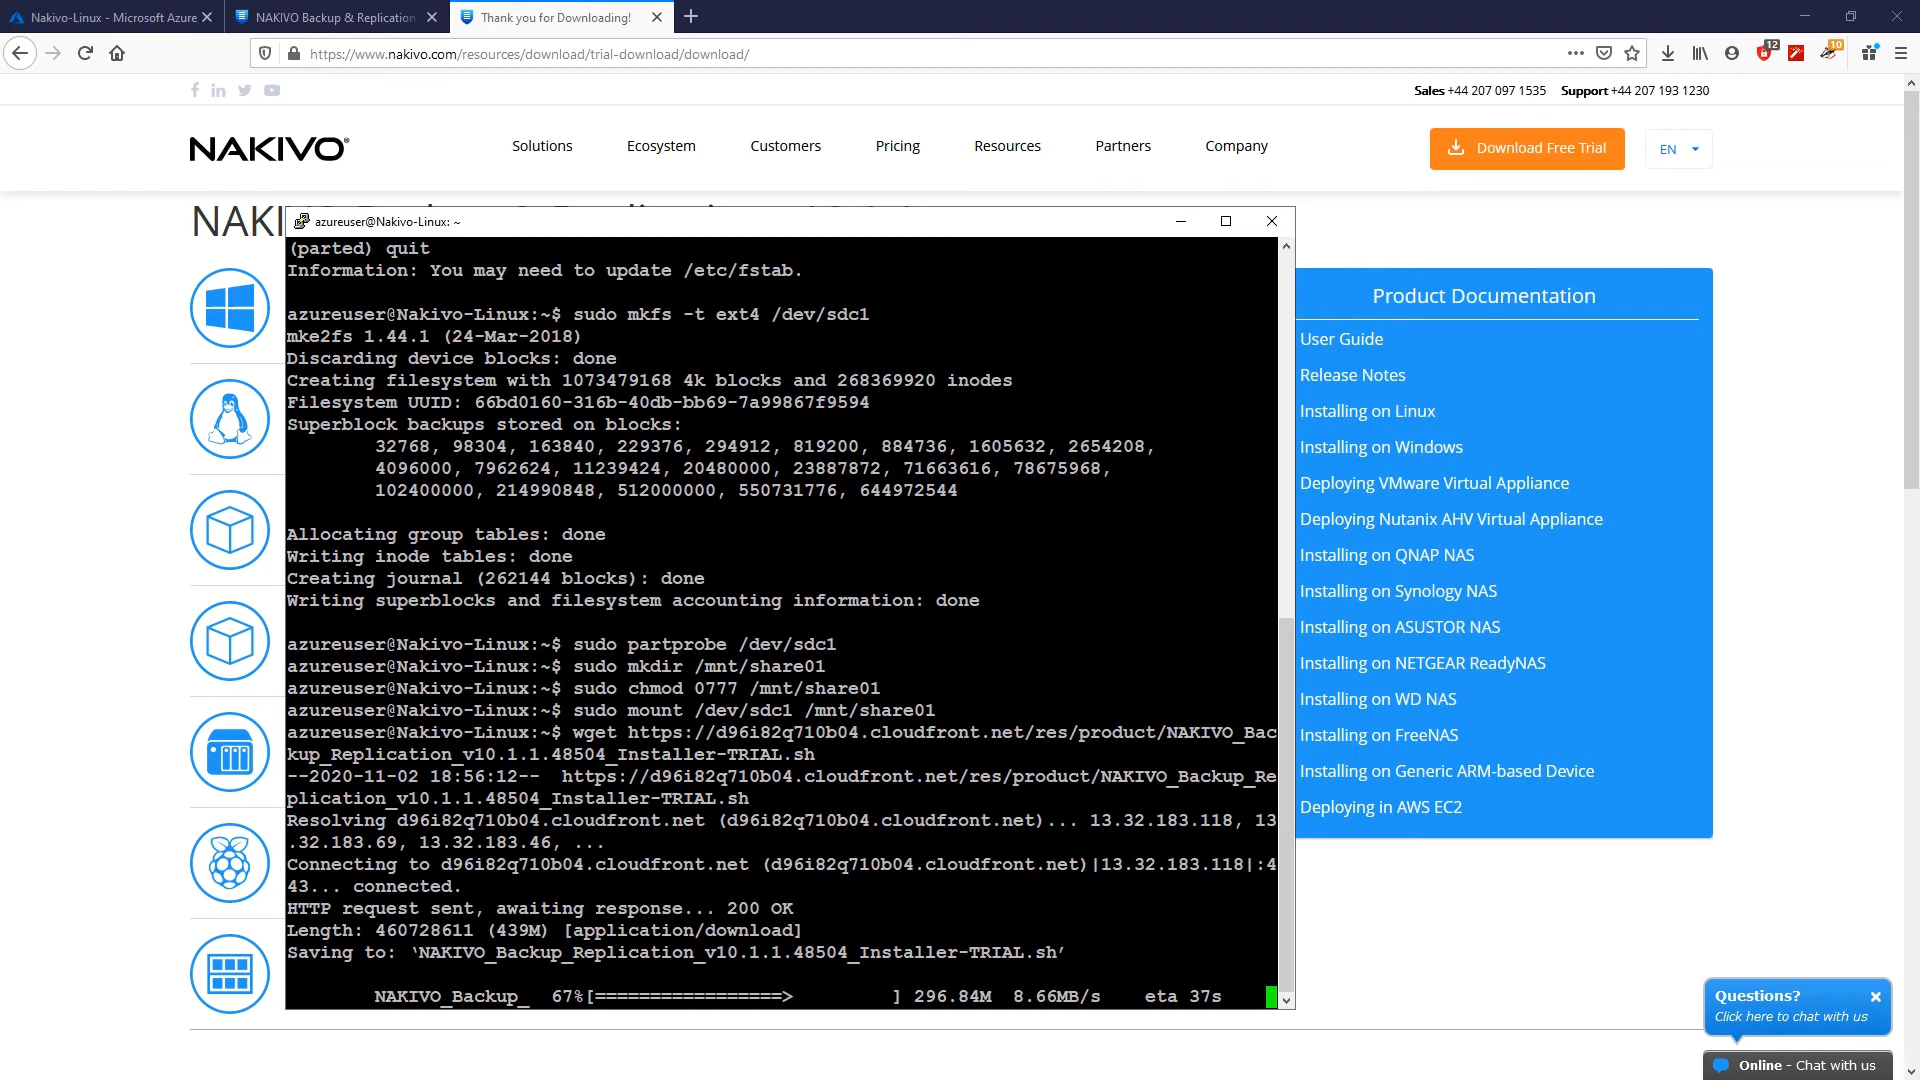 Nakivo-Linux - Microsoft Azure
NAKIVO Backup & Replication
Thank you for Downloading!
https://www.nakivo.com/resources/download/trial-download/download/
12
10
Sales +44 207 097 1535 Support +44 207 193 1230
NAKIVO®
Solutions
Ecosystem
Customers
Pricing
Resources
Partners
Company
Download Free Trial
EN
azureuser@Nakivo-Linux: ~
(parted) quit
Information: You may need to update /etc/fstab.
azureuser@Nakivo-Linux:~$ sudo mkfs -t ext4 /dev/sdc1
mke2fs 1.44.1 (24-Mar-2018)
Discarding device blocks: done
Creating filesystem with 1073479168 4k blocks and 268369920 inodes
Filesystem UUID: 66bd0160-316b-40db-bb69-7a99867f9594
Superblock backups stored on blocks:
32768, 98304, 163840, 229376, 294912, 819200, 884736, 1605632, 2654208,
4096000, 7962624, 11239424, 20480000, 23887872, 71663616, 78675968,
102400000, 214990848, 512000000, 550731776, 644972544
Allocating group tables: done
Writing inode tables: done
Creating journal (262144 blocks): done
Writing superblocks and filesystem accounting information: done
azureuser@Nakivo-Linux:~$ sudo partprobe /dev/sdc1
azureuser@Nakivo-Linux:~$ sudo mkdir /mnt/share01
azureuser@Nakivo-Linux:~$ sudo chmod 0777 /mnt/share01
azureuser@Nakivo-Linux:~$ sudo mount /dev/sdc1 /mnt/share01
azureuser@Nakivo-Linux:~$ wget https://d96i82q710b04.cloudfront.net/res/product/NAKIVO_Bac
kup_Replication_v10.1.1.48504_Installer-TRIAL.sh
--2020-11-02 18:56:12-- https://d96i82q710b04.cloudfront.net/res/product/NAKIVO_Backup_Re
plication_v10.1.1.48504_Installer-TRIAL.sh
Resolving d96i82q710b04.cloudfront.net (d96i82q710b04.cloudfront.net)... 13.32.183.118, 13
.32.183.69, 13.32.183.46, ...
Connecting to d96i82q710b04.cloudfront.net (d96i82q710b04.cloudfront.net)|13.32.183.118|:4
43... connected.
HTTP request sent, awaiting response... 200 OK
Length: 460728611 (439M) [application/download]
Saving to: ‘NAKIVO_Backup_Replication_v10.1.1.48504_Installer-TRIAL.sh’
NAKIVO_Backup_ 67%[=================> ] 296.84M 8.66MB/s eta 37s
Product Documentation
User Guide
Release Notes
Installing on Linux
Installing on Windows
Deploying VMware Virtual Appliance
Deploying Nutanix AHV Virtual Appliance
Installing on QNAP NAS
Installing on Synology NAS
Installing on ASUSTOR NAS
Installing on NETGEAR ReadyNAS
Installing on WD NAS
Installing on FreeNAS
Installing on Generic ARM-based Device
Deploying in AWS EC2
Questions?
Click here to chat with us
Online - Chat with us